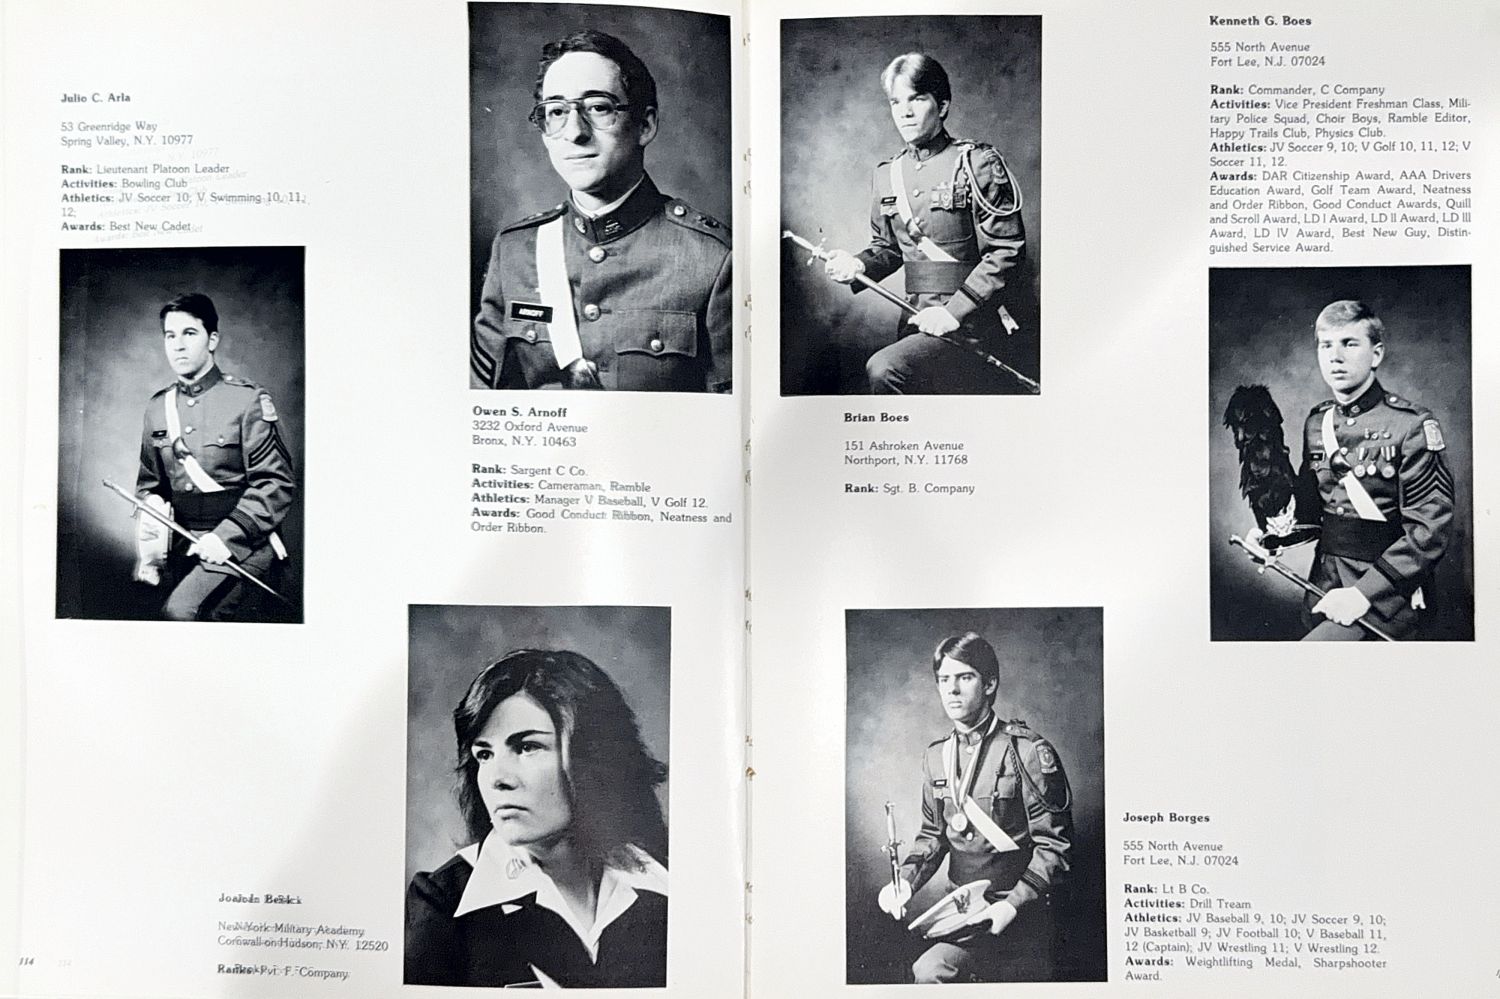 Julio C. Arla
53 Greenridge Way
Spring Valley, N.Y. 10977
Rank: Lieutenant Platoon Leader
Activities: Bowling Club
Athletics: JV Soccer 10; V Swimming 10, 11,
12;
Awards: Best New Cadet
ARNOFF
Owen S. Arnoff
3232 Oxford Avenue
Bronx, N.Y. 10463
Rank: Sargent C Co.
Activities: Cameraman, Ramble
Athletics: Manager V Baseball, V Golf 12.
Awards: Good Conduct Ribbon, Neatness and
Order Ribbon.
New York Military Academy
Cornwall on Hudson, N.Y. 12520
Rank: Pvt. F. Company
114
Brian Boes
151 Ashroken Avenue
Northport, N.Y. 11768
Rank: Sgt. B. Company
Kenneth G. Boes
555 North Avenue
Fort Lee, N.J. 07024
Rank: Commander, C Company
Activities: Vice President Freshman Class, Mili-
tary Police Squad, Choir Boys, Ramble Editor,
Happy Trails Club, Physics Club.
Athletics: JV Soccer 9, 10; V Golf 10, 11, 12; V
Soccer 11, 12.
Awards: DAR Citizenship Award, AAA Drivers
Education Award, Golf Team Award, Neatness
and Order Ribbon, Good Conduct Awards, Quill
and Scroll Award, LD I Award, LD II Award, LD III
Award, LD IV Award, Best New Guy, Distin-
guished Service Award.
Joseph Borges
555 North Avenue
Fort Lee, N.J. 07024
Rank: Lt B Co.
Activities: Drill Tream
Athletics: JV Baseball 9, 10; JV Soccer 9, 10;
JV Basketball 9; JV Football 10; V Baseball 11,
12 (Captain); JV Wrestling 11; V Wrestling 12.
Awards: Weightlifting Medal, Sharpshooter
Award.